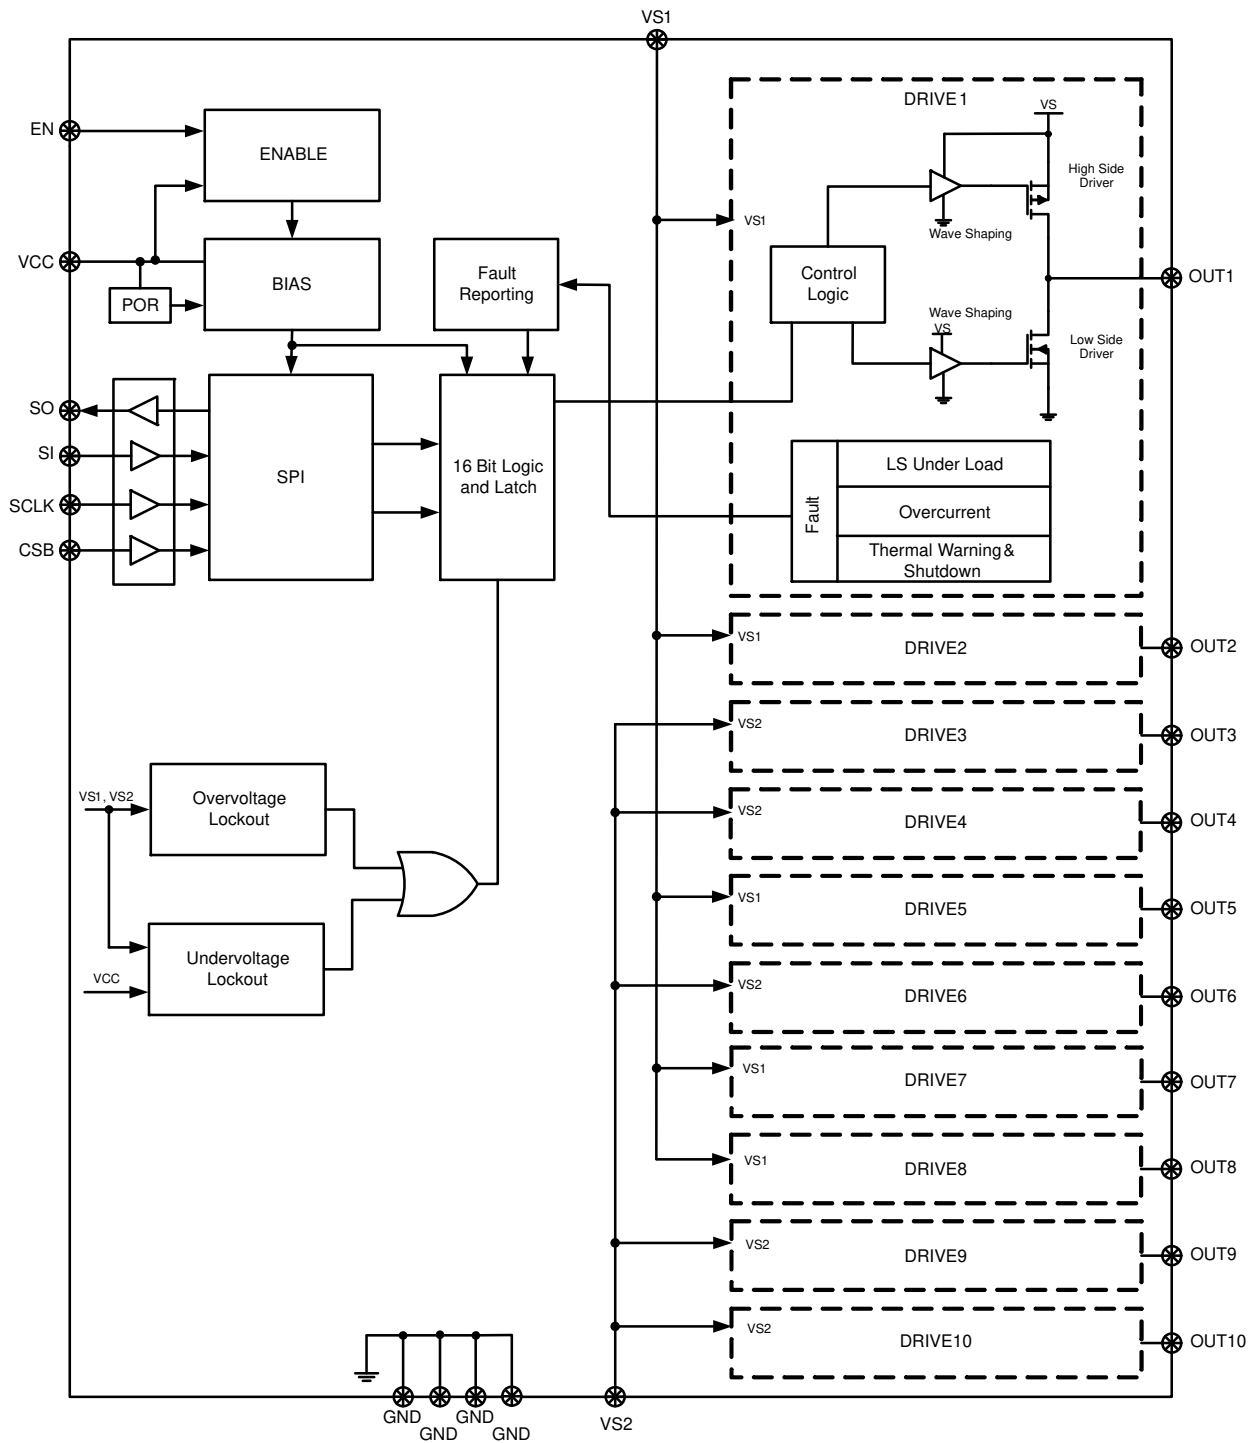 VS1
DRIVE1
VS
EN
ENABLE
High Side
Driver
VS1
Wave Shaping
VCC
BIAS
Fault
Reporting
Control
Logic
OUT1
POR
Wave Shaping
VS
Low Side
Driver
SO
SI
SPI
16 Bit Logic
and Latch
SCLK
CSB
Fault
LS Under Load
Overcurrent
Thermal Warning &
Shutdown
VS1
DRIVE2
OUT2
VS2
DRIVE3
OUT3
VS1, VS2
Overvoltage
Lockout
VS2
DRIVE4
OUT4
VS1
DRIVE5
OUT5
Undervoltage
Lockout
VCC
VS2
DRIVE6
OUT6
VS1
DRIVE7
OUT7
VS1
DRIVE8
OUT8
VS2
DRIVE9
OUT9
VS2
DRIVE10
OUT10
GND
GND
GND
GND
VS2